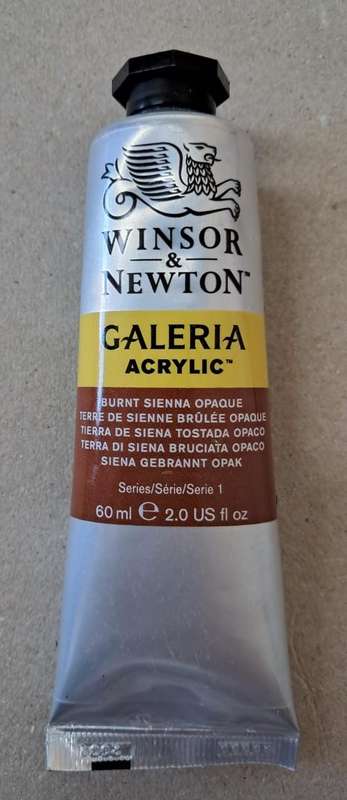 WINSOR
&
NEWTON™
GALERIA
ACRYLIC™
BURNT SIENNA OPAQUE
TERRE DE SIENNE BRÛLÉE OPAQUE
TIERRA DE SIENA TOSTADA OPACO
TERRA DI SIENA BRUCIATA OPACO
SIENA GEBRANNT OPAK
Series/Série/Serie 1
60 ml ℮ 2.0 US fl oz